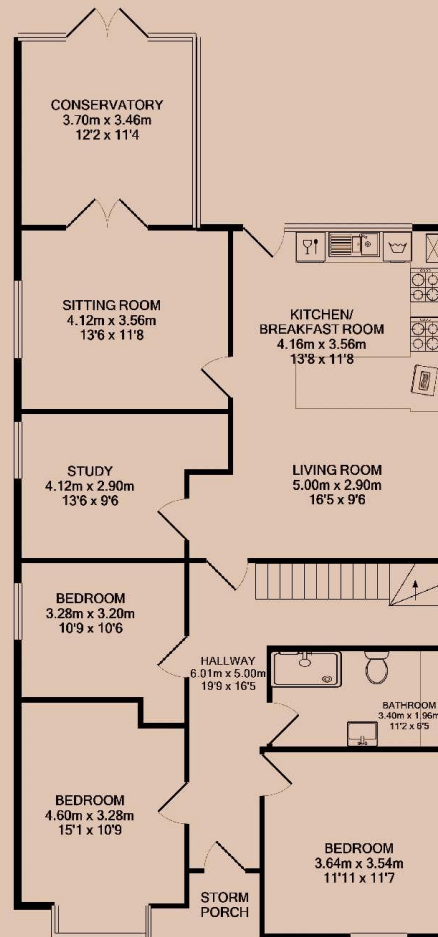 CONSERVATORY
3.70m x 3.46m
12'2 x 11'4
SITTING ROOM
4.12m x 3.56m
13'6 x 11'8
KITCHEN/
BREAKFAST ROOM
4.16m x 3.56m
13'8 x 11'8
STUDY
4.12m x 2.90m
13'6 x 9'6
LIVING ROOM
5.00m x 2.90m
16'5 x 9'6
BEDROOM
3.28m x 3.20m
10'9 x 10'6
HALLWAY
6.01m x 5.00m
19'9 x 16'5
BATHROOM
3.40m x 1.96m
11'2 x 6'5
BEDROOM
4.60m x 3.28m
15'1 x 10'9
BEDROOM
3.64m x 3.54m
11'11 x 11'7
STORM
PORCH